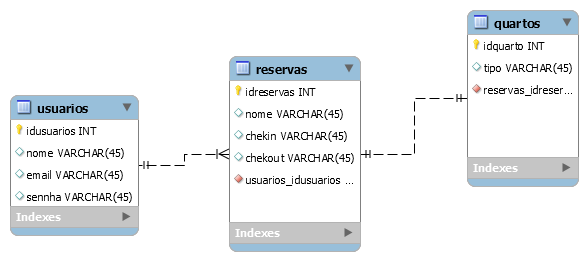 usuarios
idusuarios INT
nome VARCHAR(45)
email VARCHAR(45)
sennha VARCHAR(45)
Indexes
reservas
idreservas INT
nome VARCHAR(45)
chekin VARCHAR(45)
chekout VARCHAR(45)
usuarios_idusuarios ...
Indexes
quartos
idquarto INT
tipo VARCHAR(45)
reservas_idreser...
Indexes